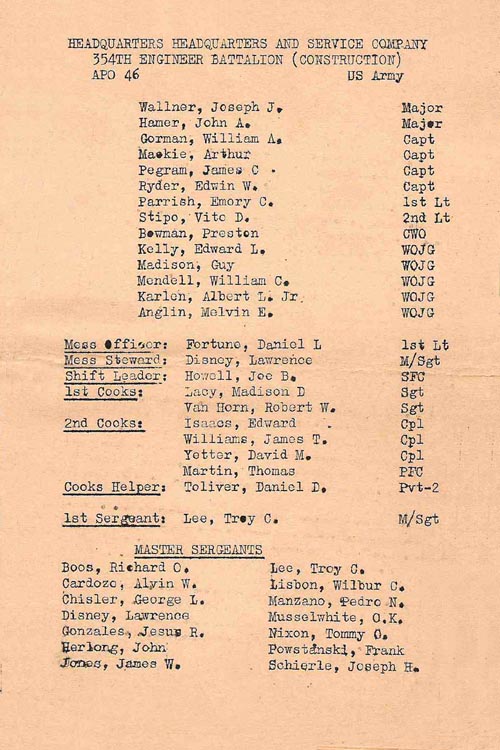 HEADQUARTERS HEADQUARTERS AND SERVICE COMPANY
354TH ENGINEER BATTALION (CONSTRUCTION)
APO 46 US Army
Wallner, Joseph J. Major
Hamer, John A. Major
Gorman, William A. Capt
Mackie, Arthur Capt
Pegram, James C . Capt
Ryder, Edwin W. Capt
Parrish, Emory C. 1st Lt
Stipo, Vito D. 2nd Lt
Bowman, Preston CWO
Kelly, Edward L. WOJG
Madison, Guy WOJG
Mendell, William C. WOJG
Karlen, Albert L. Jr. WOJG
Anglin, Melvin E. WOJG
Mess Officer: Fortune, Daniel L 1st Lt
Mess Steward: Disney, Lawrence M/Sgt
Shift Leader: Howell, Joe B. SFC
1st Cooks: Lacy, Madison D Sgt
Van Horn, Robert W. Sgt
2nd Cooks: Isaacs, Edward Cpl
Williams, James T. Cpl
Yetter, David M. Cpl
Martin, Thomas PFC
Cooks Helper: Toliver, Daniel D. Pvt-2
1st Sergeant: Lee, Troy C. M/Sgt
MASTER SERGEANTS
Boos, Richard O. Lee, Troy C.
Cardozo, Alvin W. Lisbon, Wilbur C.
Chisler, George L. Manzano, Pedro N.
Disney, Lawrence Musselwhite, O.K.
Gonzales, Jesus R. Nixon, Tommy O.
Herlong, John Powstanski, Frank
Jones, James W. Schierle, Joseph H.